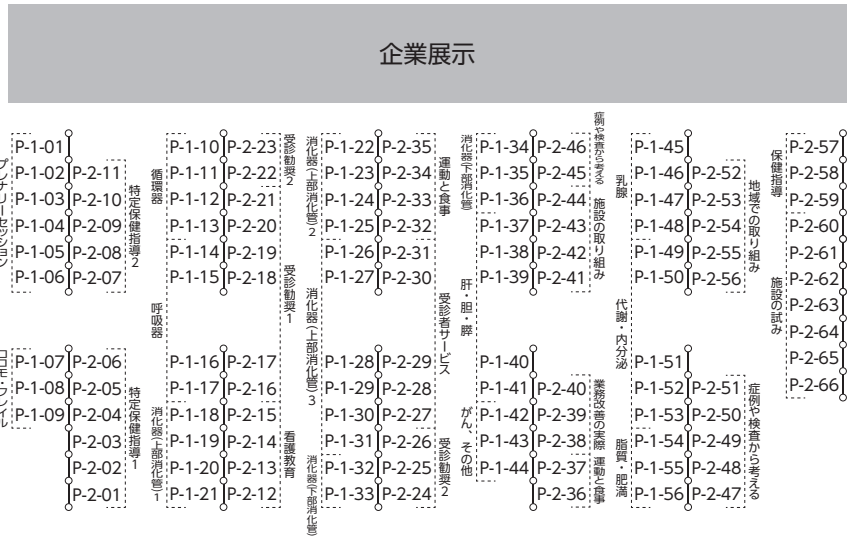 企業展示
プレナリーセッション
P-1-01
P-1-02 P-2-11
P-1-03 P-2-10
P-1-04 P-2-09
P-1-05 P-2-08
P-1-06 P-2-07
特定保健指導2
P-1-07 P-2-06
P-1-08 P-2-05
P-1-09 P-2-04
P-2-03
P-2-02
P-2-01
特定保健指導1
循環器
呼吸器
消化器(上部消化管)1
P-1-10 P-2-23
P-1-11 P-2-22
P-1-12 P-2-21
P-1-13 P-2-20
P-1-14 P-2-19
P-1-15 P-2-18
P-1-16 P-2-17
P-1-17 P-2-16
P-1-18 P-2-15
P-1-19 P-2-14
P-1-20 P-2-13
P-1-21 P-2-12
受診勧奨2
受診勧奨1
看護教育
消化器(上部消化管)2
消化器(上部消化管)3
消化器(下部消化管)
P-1-22 P-2-35
P-1-23 P-2-34
P-1-24 P-2-33
P-1-25 P-2-32
P-1-26 P-2-31
P-1-27 P-2-30
P-1-28 P-2-29
P-1-29 P-2-28
P-1-30 P-2-27
P-1-31 P-2-26
P-1-32 P-2-25
P-1-33 P-2-24
運動と食事
受診者サービス
受診勧奨2
消化器(下部消化管)
肝・胆・膵
がん、その他
P-1-34 P-2-46
P-1-35 P-2-45
P-1-36 P-2-44
P-1-37 P-2-43
P-1-38 P-2-42
P-1-39 P-2-41
P-1-40
P-1-41 P-2-40
P-1-42 P-2-39
P-1-43 P-2-38
P-1-44 P-2-37
P-2-36
症例や検査から考える
施設の取り組み
業務改善の実際
運動と食事
乳腺
代謝・内分泌
脂質・肥満
P-1-45
P-1-46 P-2-52
P-1-47 P-2-53
P-1-48 P-2-54
P-1-49 P-2-55
P-1-50 P-2-56
P-1-51
P-1-52 P-2-51
P-1-53 P-2-50
P-1-54 P-2-49
P-1-55 P-2-48
P-1-56 P-2-47
地域での取り組み
症例や検査から考える
保健指導
施設の試み
P-2-57
P-2-58
P-2-59
P-2-60
P-2-61
P-2-62
P-2-63
P-2-64
P-2-65
P-2-66